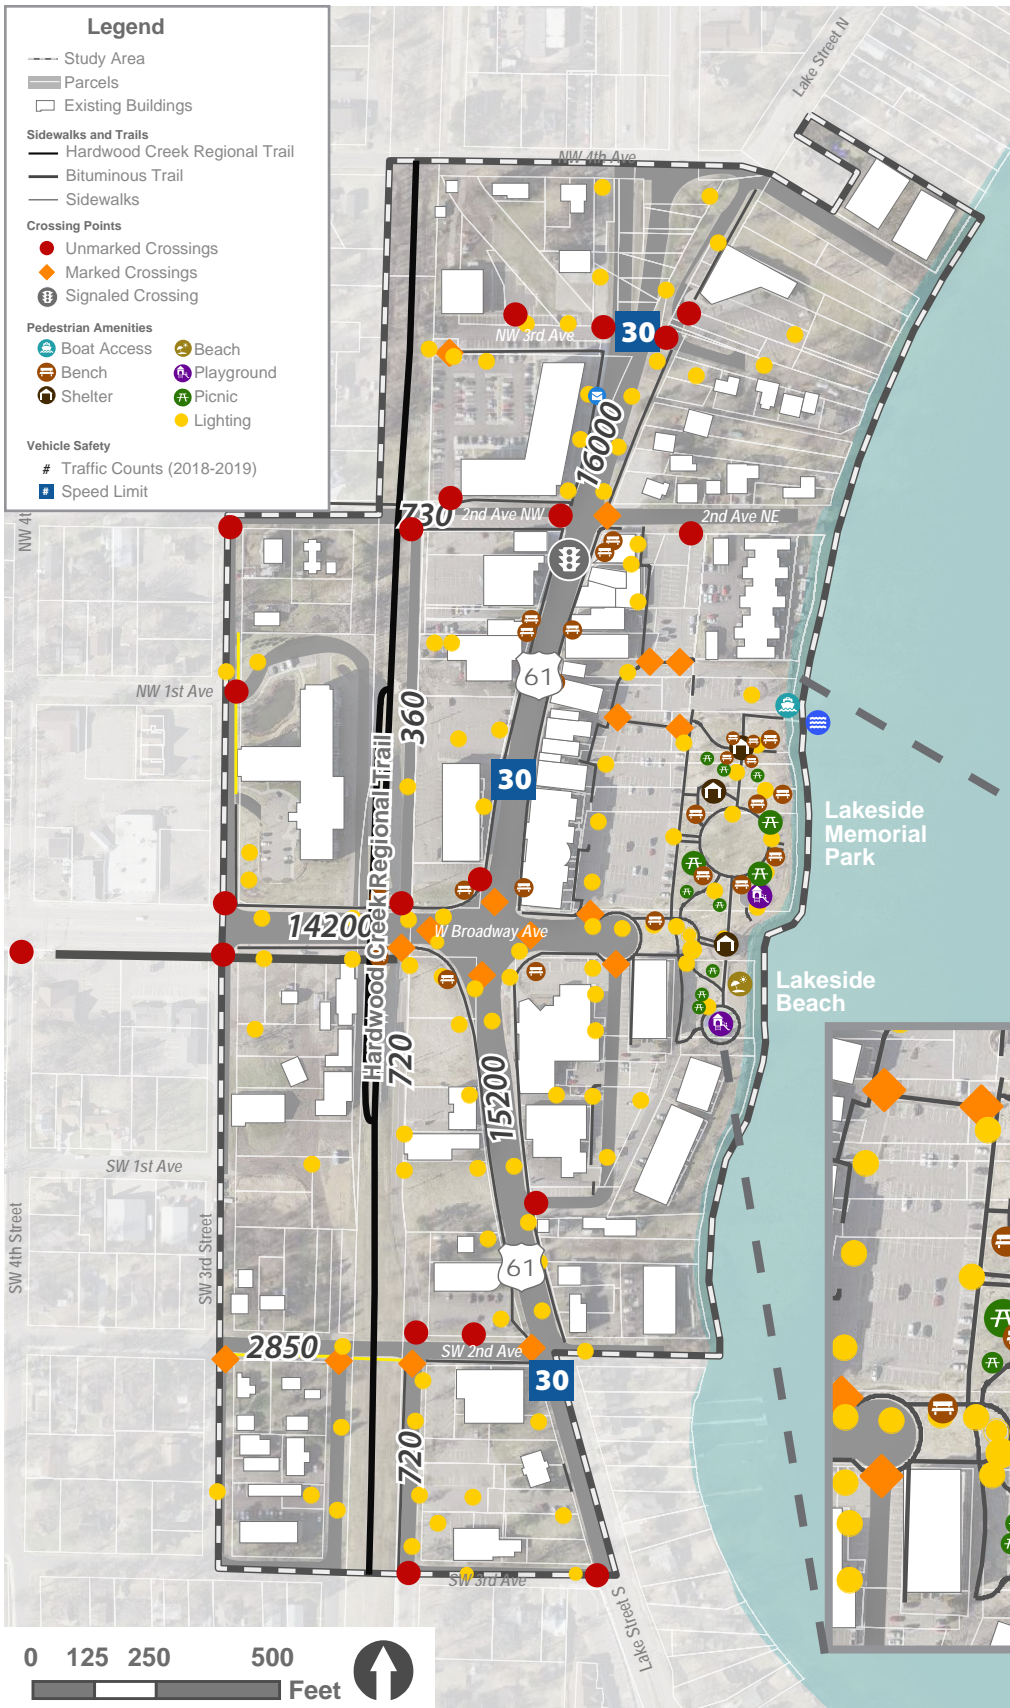 Legend
Study Area
Parcels
Existing Buildings
Sidewalks and Trails
Hardwood Creek Regional Trail
Bituminous Trail
Sidewalks
Crossing Points
Unmarked Crossings
Marked Crossings
Signaled Crossing
Pedestrian Amenities
Boat Access
Beach
Bench
Playground
Shelter
Picnic
Lighting
Vehicle Safety
# Traffic Counts (2018-2019)
# Speed Limit
Lake Street N
NW 4th Ave
NW 3rd Ave
30
16000
NW 4t
730
2nd Ave NW
2nd Ave NE
61
NW 1st Ave
360
30
Hardwood Creek Regional Trail
Lakeside
Memorial
Park
14200
W Broadway Ave
Lakeside
Beach
720
15200
SW 1st Ave
SW 4th Street
SW 3rd Street
61
2850
SW 2nd Ave
30
720
SW 3rd Ave
Lake Street S
0 125 250 500
Feet